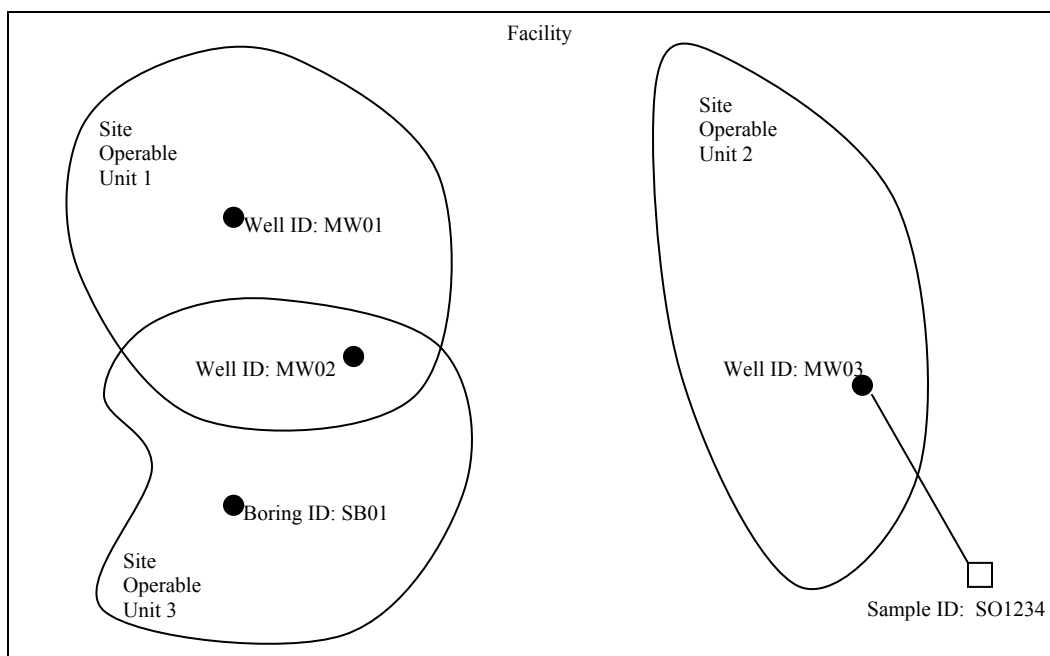 Facility
Site
Operable
Unit 1
Well ID: MW01
Well ID: MW02
Boring ID: SB01
Site
Operable
Unit 3
Site
Operable
Unit 2
Well ID: MW03
Sample ID:  SO1234